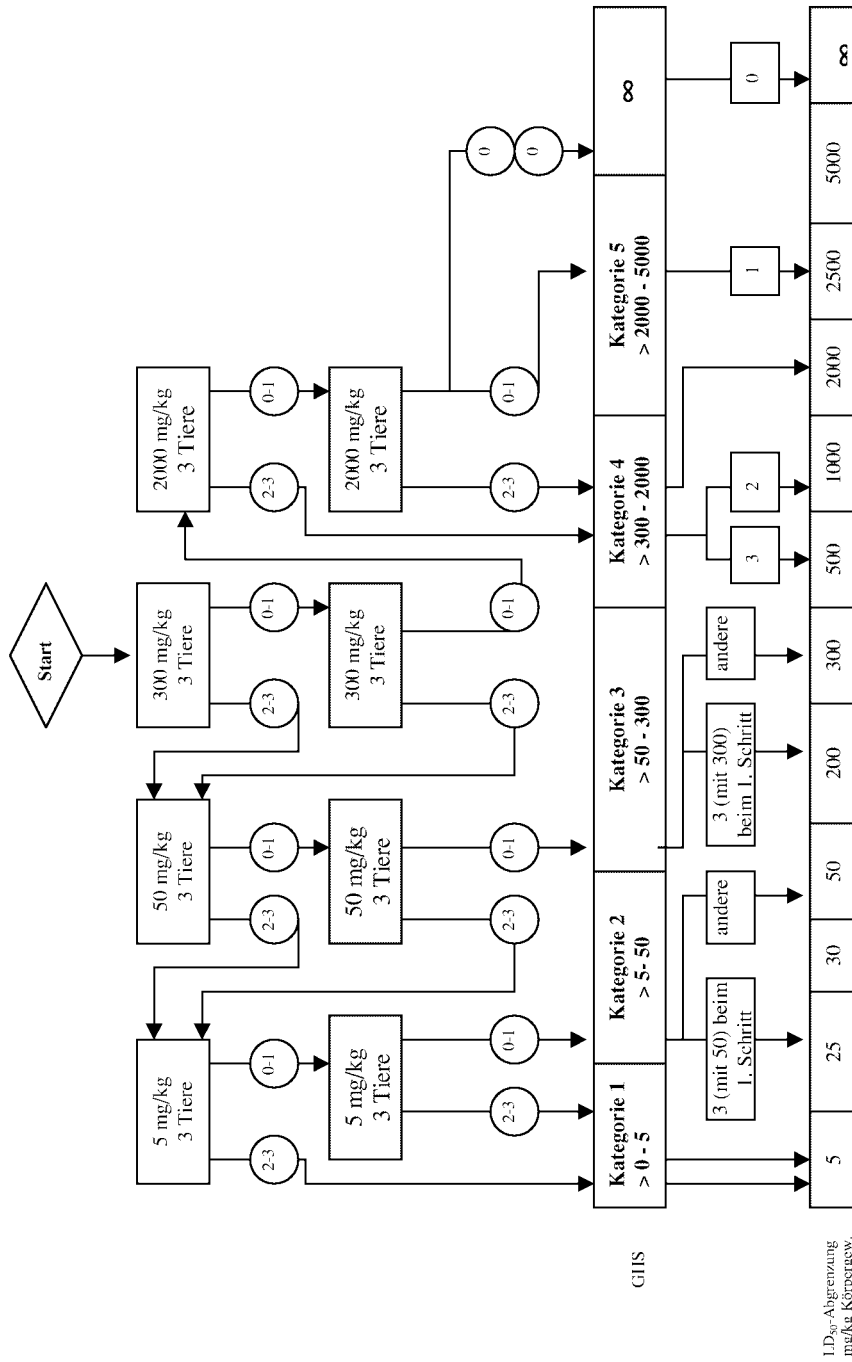 Start
5 mg/kg
3 Tiere
50 mg/kg
3 Tiere
300 mg/kg
3 Tiere
2000 mg/kg
3 Tiere
2-3
0-1
2-3
0-1
2-3
0-1
2-3
0-1
5 mg/kg
3 Tiere
50 mg/kg
3 Tiere
300 mg/kg
3 Tiere
2000 mg/kg
3 Tiere
2-3
0-1
2-3
0-1
2-3
0-1
2-3
0-1
0
0
GHS
Kategorie 1
> 0 - 5
Kategorie 2
> 5- 50
Kategorie 3
> 50 - 300
Kategorie 4
> 300 - 2000
Kategorie 5
> 2000 - 5000
∞
3 (mit 50) beim
1. Schritt
andere
3 (mit 300)
beim 1. Schritt
andere
3
2
1
0
LD50-Abgrenzung
mg/kg Körpergew.
5
25
30
50
200
300
500
1000
2000
2500
5000
∞